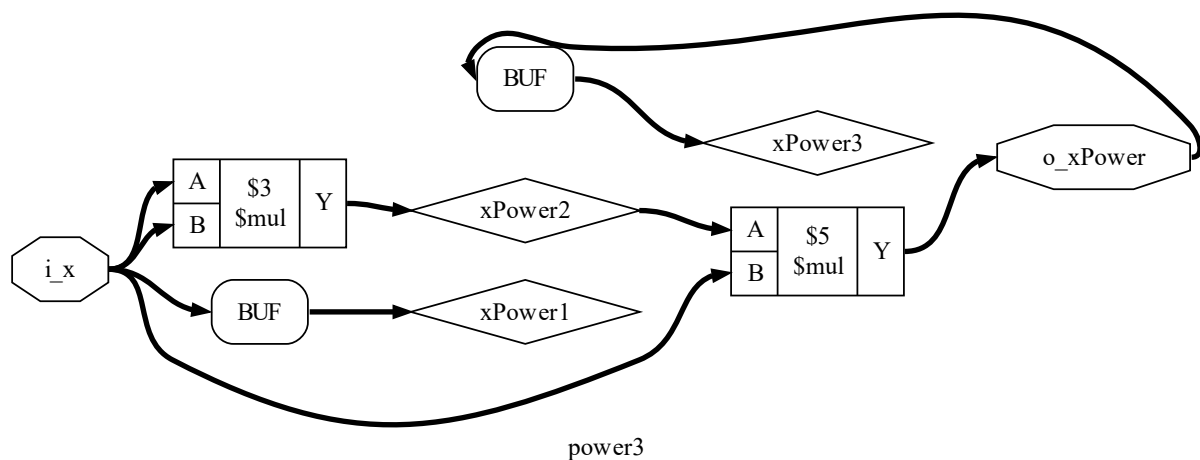 BUF
xPower3
o_xPower
A
B
$3
$mul
Y
xPower2
A
B
$5
$mul
Y
i_x
BUF
xPower1
power3